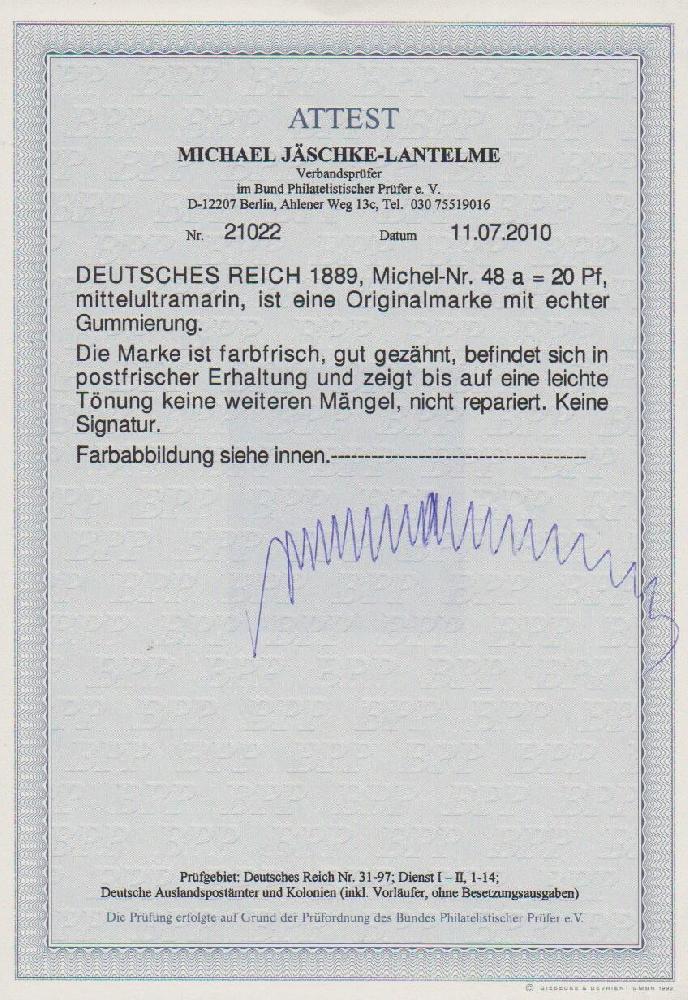 ATTEST
MICHAEL JÄSCHKE-LANTELME
Verbandsprüfer
im Bund Philatelistischer Prüfer e. V.
D-12207 Berlin, Ahlener Weg 13c, Tel. 030 75519016
Nr. 21022 Datum 11.07.2010
DEUTSCHES REICH 1889, Michel-Nr. 48 a = 20 Pf,
mittelultramarin, ist eine Originalmarke mit echter
Gummierung.
Die Marke ist farbfrisch, gut gezähnt, befindet sich in
postfrischer Erhaltung und zeigt bis auf eine leichte
Tönung keine weiteren Mängel, nicht repariert. Keine
Signatur.
Farbabbildung siehe innen.---------------------------------------
Prüfgebiet: Deutsches Reich Nr. 31-97; Dienst I – II, 1-14;
Deutsche Auslandspostämter und Kolonien (inkl. Vorläufer, ohne Besetzungsausgaben)
Die Prüfung erfolgte auf Grund der Prüfordnung des Bundes Philatelistischer Prüfer e.V.